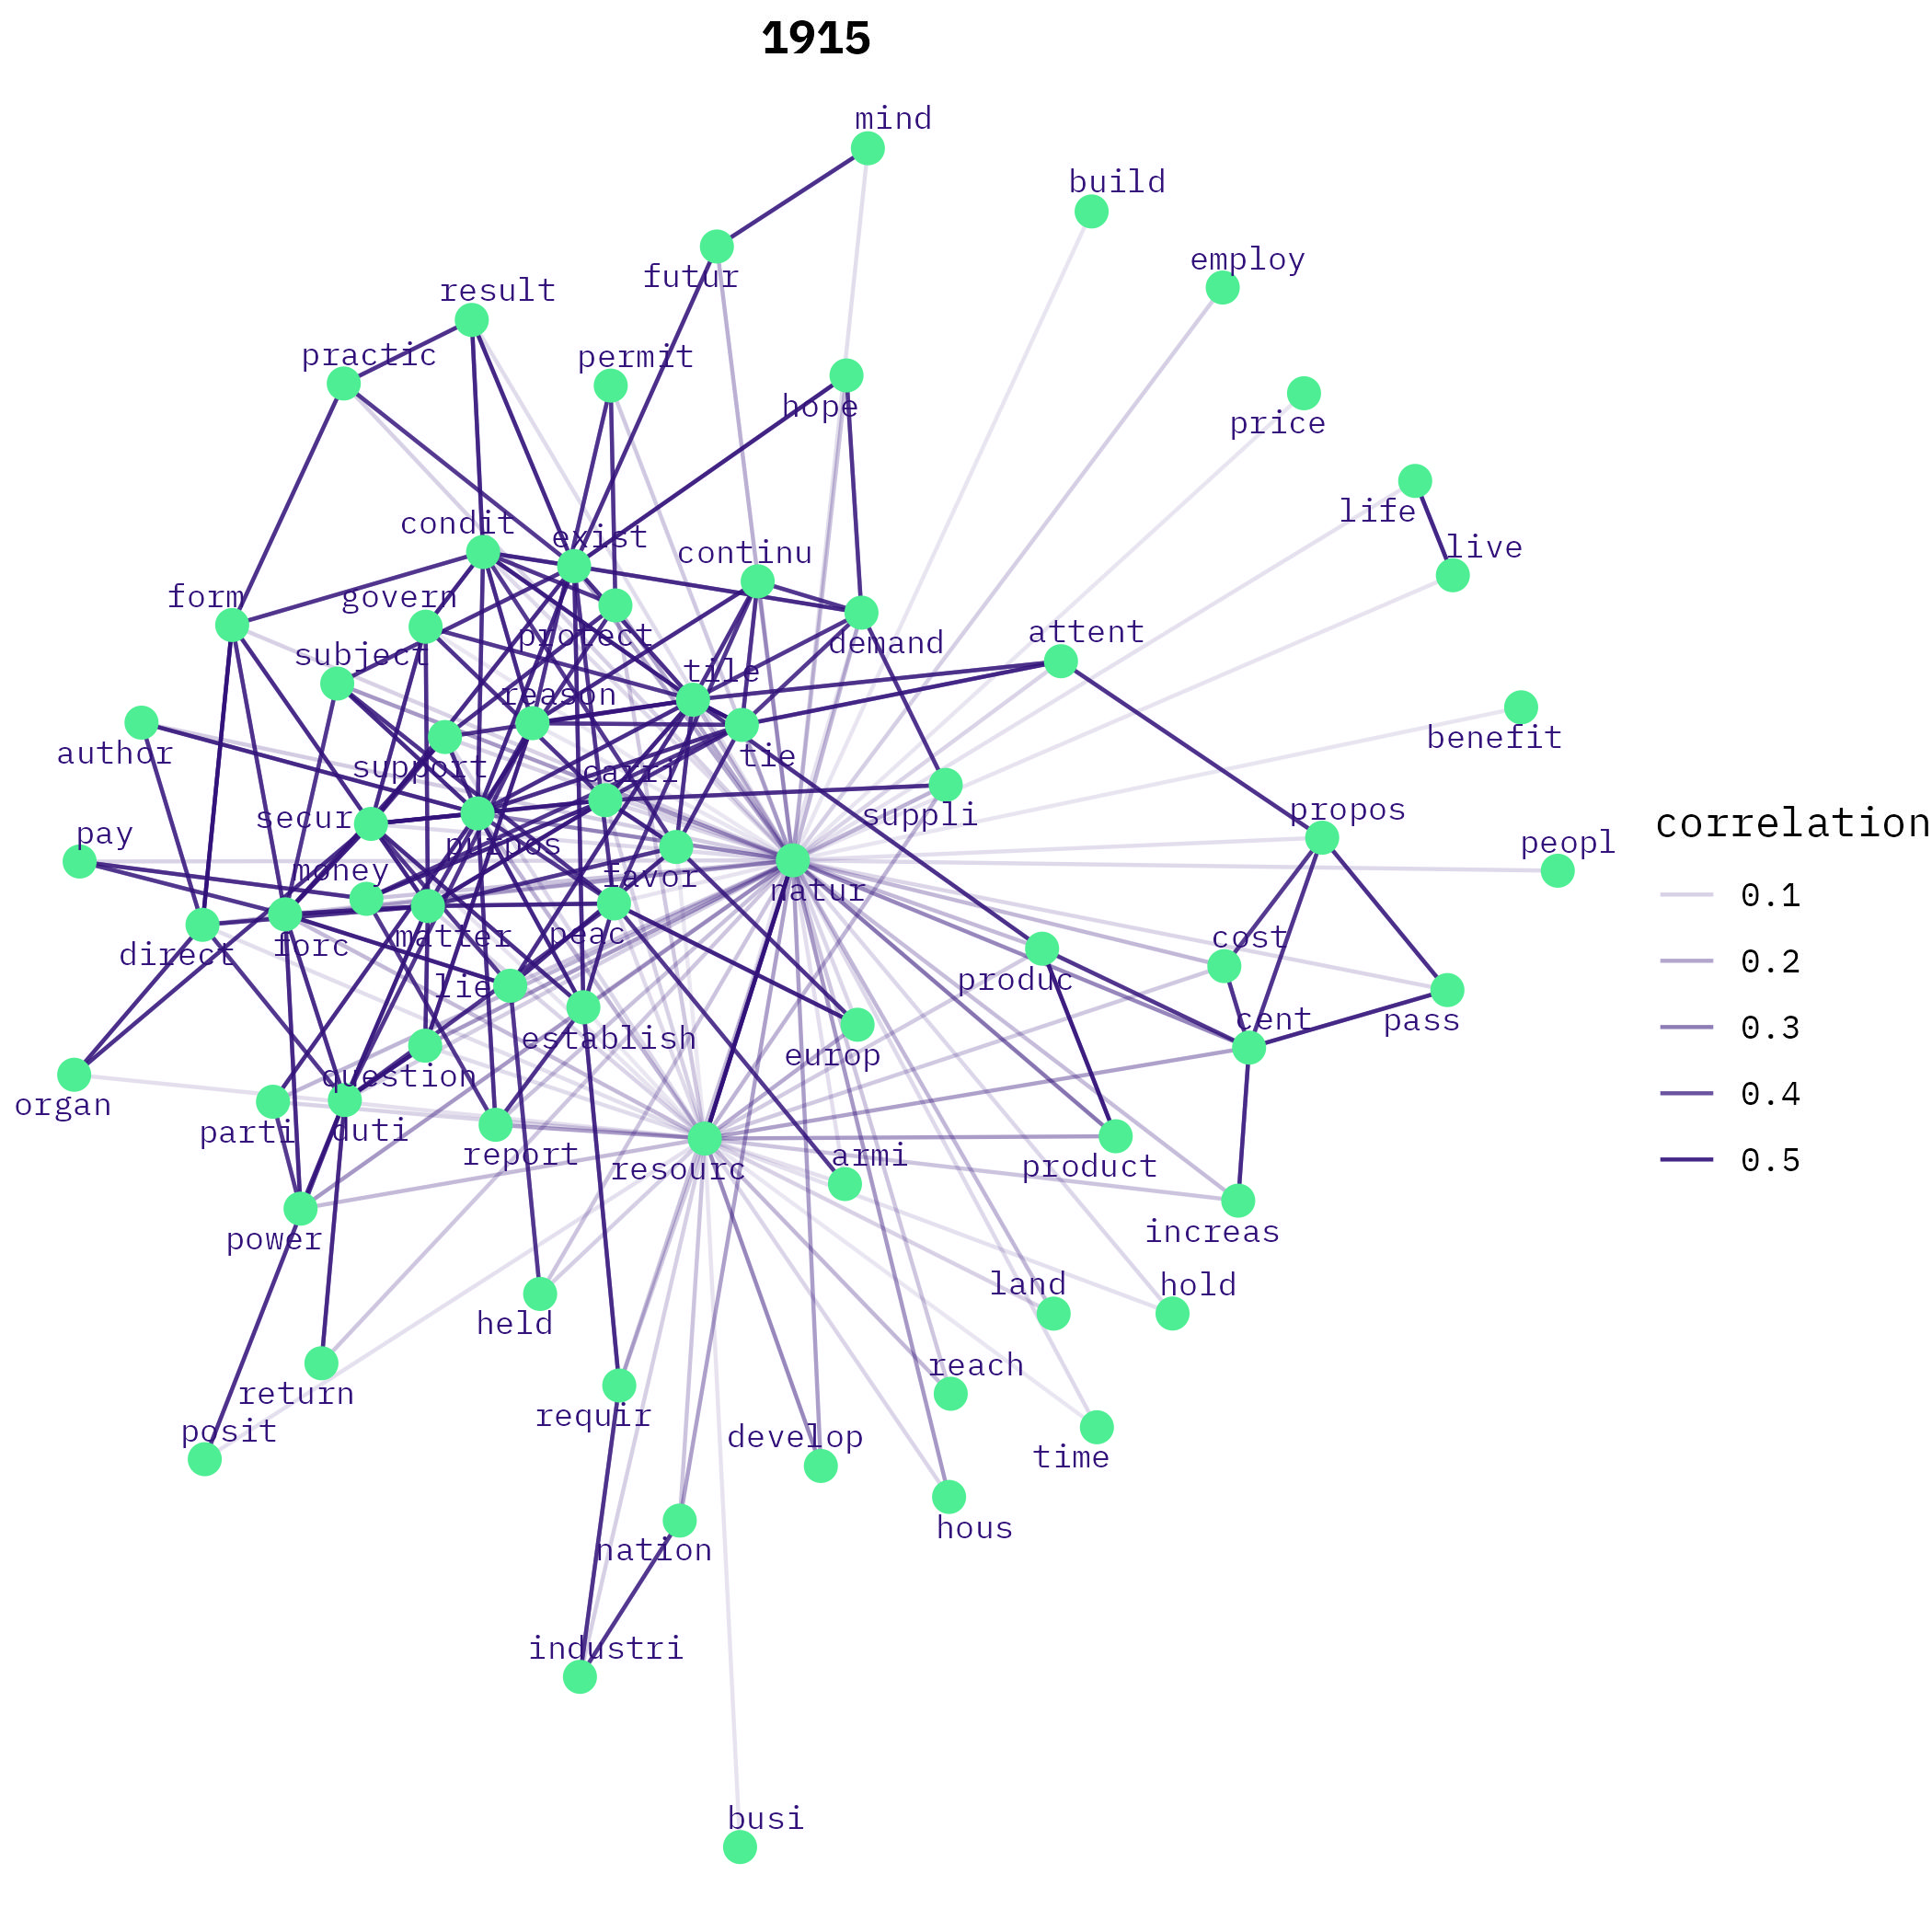 1915
mind
build
employ
futur
result
practic
permit
hope
price
life
live
condit
exist
continu
form
govern
protect
demand
attent
subject
tile
reason
author
support
carri
tie
benefit
suppli
propos
secur
pay
purpos
peopl
money
favor
natur
direct
forc
matter
peac
cost
lie
produc
cent
pass
establish
europ
question
organ
parti
duti
report
resourc
armi
product
power
increas
held
land
hold
reach
return
requir
posit
develop
time
hous
nation
industri
busi
correlation
0.1
0.2
0.3
0.4
0.5